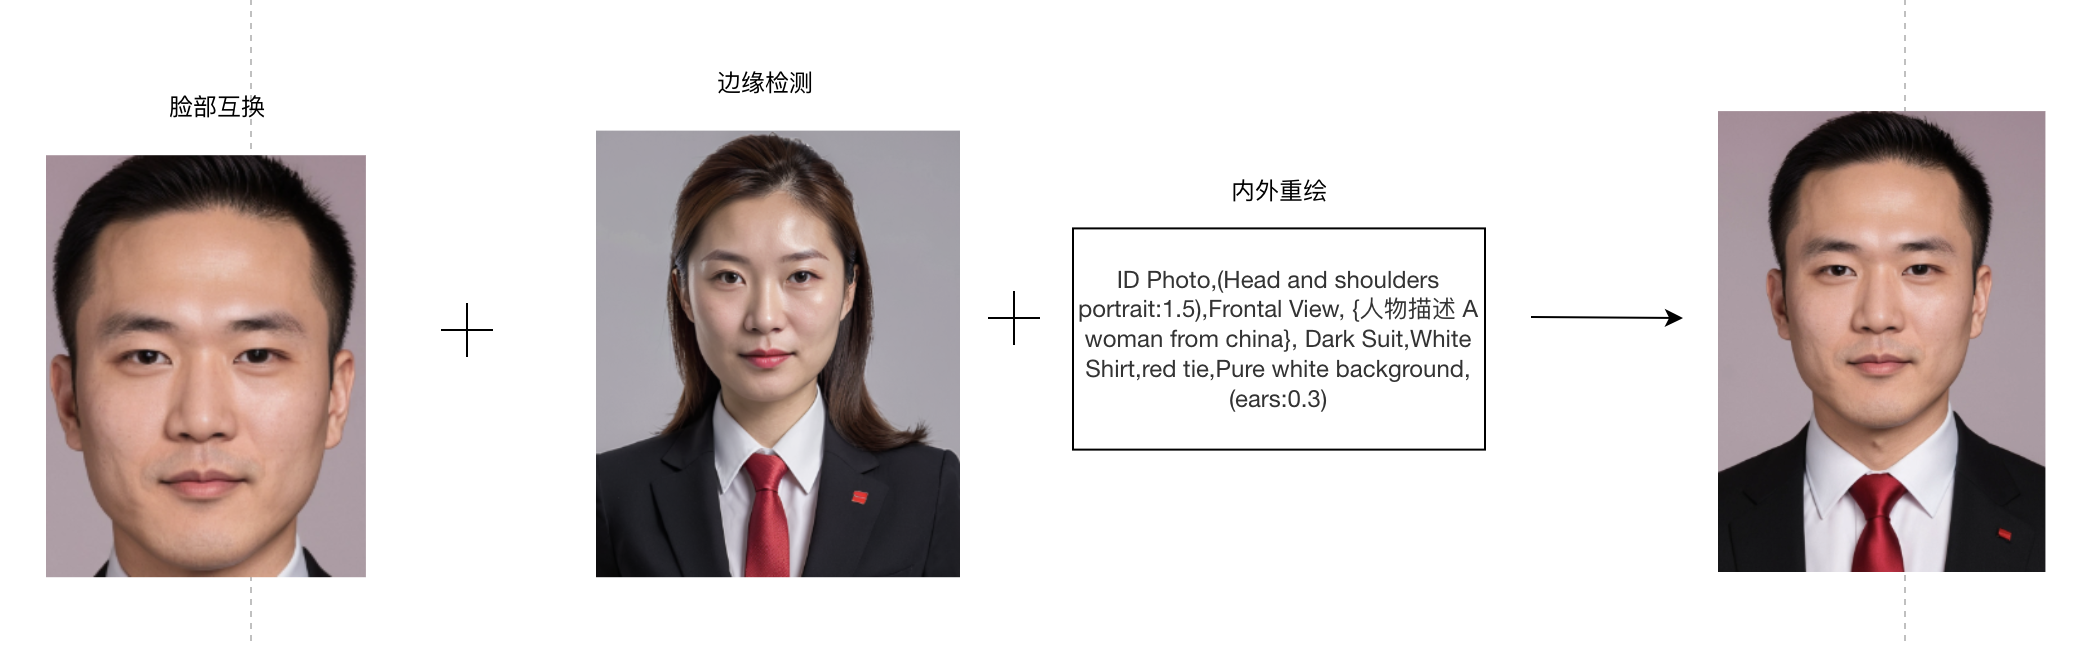 脸部互换
边缘检测
内外重绘
ID Photo,(Head and shoulders
portrait:1.5),Frontal View, {人物描述 A
woman from china}, Dark Suit,White
Shirt,red tie,Pure white background,
(ears:0.3)